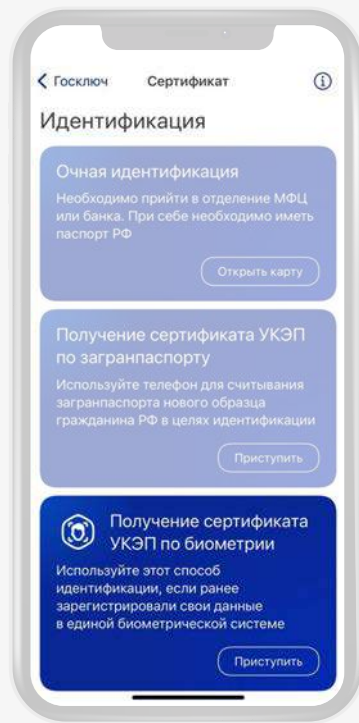 Госключ Сертификат
Идентификация
Очная идентификация
Необходимо прийти в отделение МФЦ
или банка. При себе необходимо иметь
паспорт РФ
Открыть карту
Получение сертификата УКЭП
по загранпаспорту
Используйте телефон для считывания
загранпаспорта нового образца
гражданина РФ в целях идентификации
Приступить
Получение сертификата
УКЭП по биометрии
Используйте этот способ
идентификации, если ранее
зарегистрировали свои данные
в единой биометрической системе
Приступить